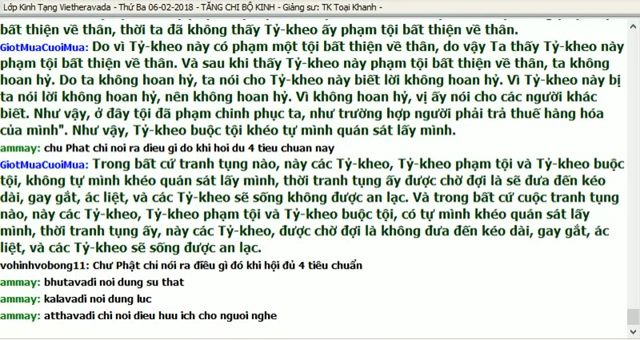 Lớp Kinh Tạng Vietheravada - Thứ Ba 06-02-2018 - TĂNG CHI BỘ KINH - Giảng sư: TK Toại Khanh -
bất thiện về thân, thời ta đã không thấy Tỷ-kheo ấy phạm tội bất thiện về thân.
GiotMuaCuoiMua: Do vì Tỷ-kheo này có phạm một tội bất thiện về thân, do vậy Ta thấy Tỷ-kheo này
phạm tội bất thiện về thân. Và sau khi thấy Tỷ-kheo này phạm tội bất thiện về thân, ta không
hoan hỷ. Do ta không hoan hỷ, ta nói cho Tỷ-kheo này biết lời không hoan hỷ. Vì Tỷ-kheo này bị
ta nói lời không hoan hỷ, nên không hoan hỷ. Vì không hoan hỷ, vị ấy nói cho các người khác
biết. Như vậy, ở đây tội đã phạm chinh phục ta, như trường hợp người phải trả thuế hàng hóa
của mình". Như vậy, Tỷ-kheo buộc tội khéo tự mình quán sát lấy mình.
ammay: chu Phat chi noi ra dieu gi do khi hoi du 4 tieu chuan nay
GiotMuaCuoiMua: Trong bất cứ tranh tụng nào, này các Tỷ-kheo, Tỷ-kheo phạm tội và Tỷ-kheo buộc
tội, không tự mình khéo quán sát lấy mình, thời tranh tụng ấy được chờ đợi là sẽ đưa đến kéo
dài, gay gắt, ác liệt, và các Tỷ-kheo sẽ sống không được an lạc. Và trong bất cứ cuộc tranh tụng
nào, này các Tỷ-kheo, Tỷ-kheo phạm tội và Tỷ-kheo buộc tội, có tự mình khéo quán sát lấy
mình, thời tranh tụng ấy, này các Tỷ-kheo, được chờ đợi là không đưa đến kéo dài, gay gắt, ác
liệt, và các Tỷ-kheo sẽ sống được an lạc.
vohinhvobong11: Chư Phật chỉ nói ra điều gì đó khi hội đủ 4 tiêu chuẩn
ammay: bhutavadi noi dung su that
ammay: kalavadi noi dung luc
ammay: atthavadi chi noi dieu huu ich cho nguoi nghe